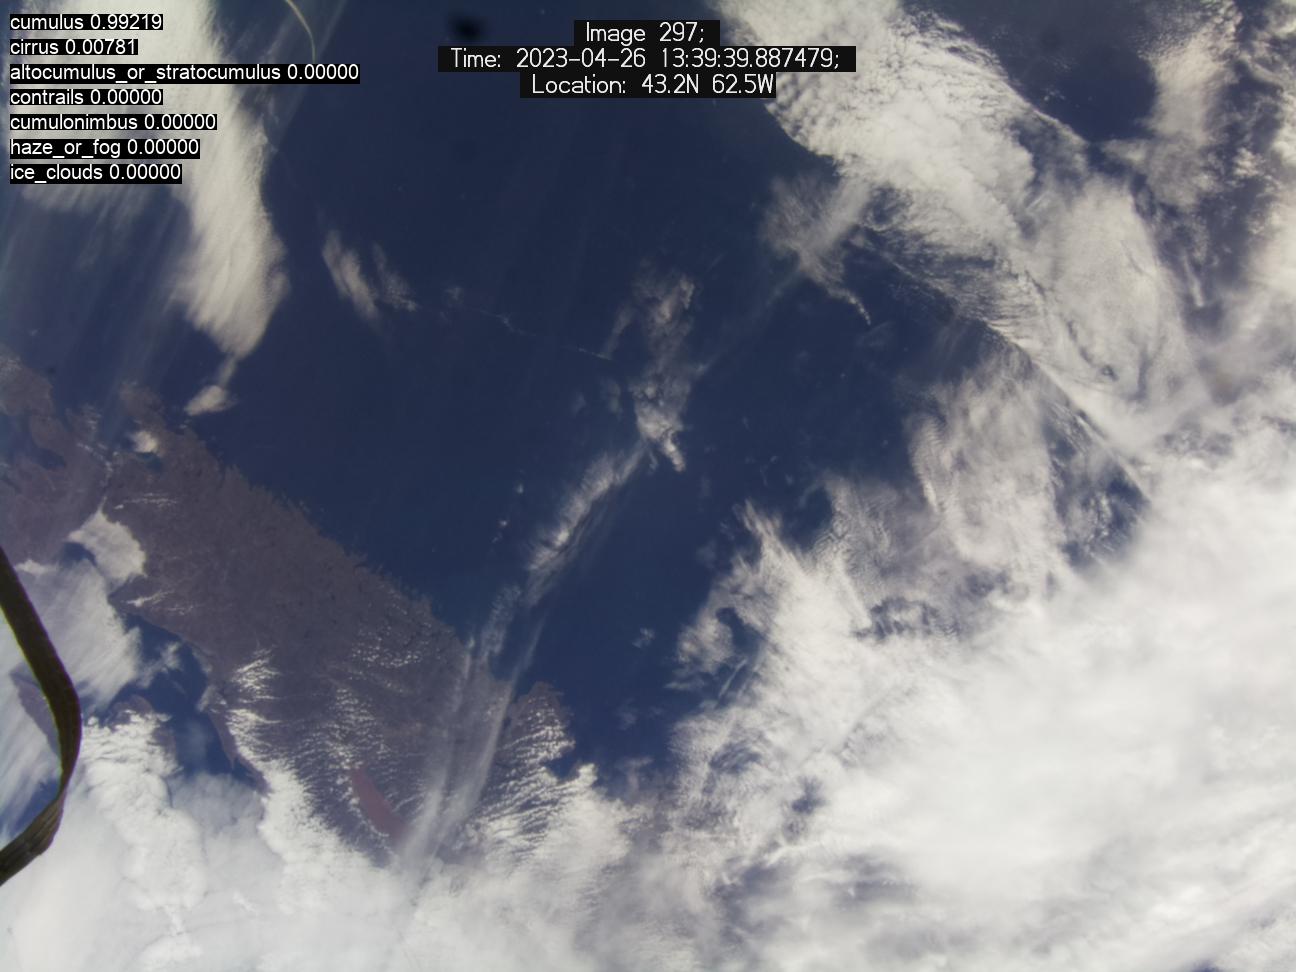 cumulus 0.99219
cirrus 0.00781
altocumulus_or_stratocumulus 0.00000
contrails 0.00000
cumulonimbus 0.00000
haze_or_fog 0.00000
ice_clouds 0.00000
Image 297;
Time: 2023-04-26 13:39:39.887479;
Location: 43.2N 62.5W